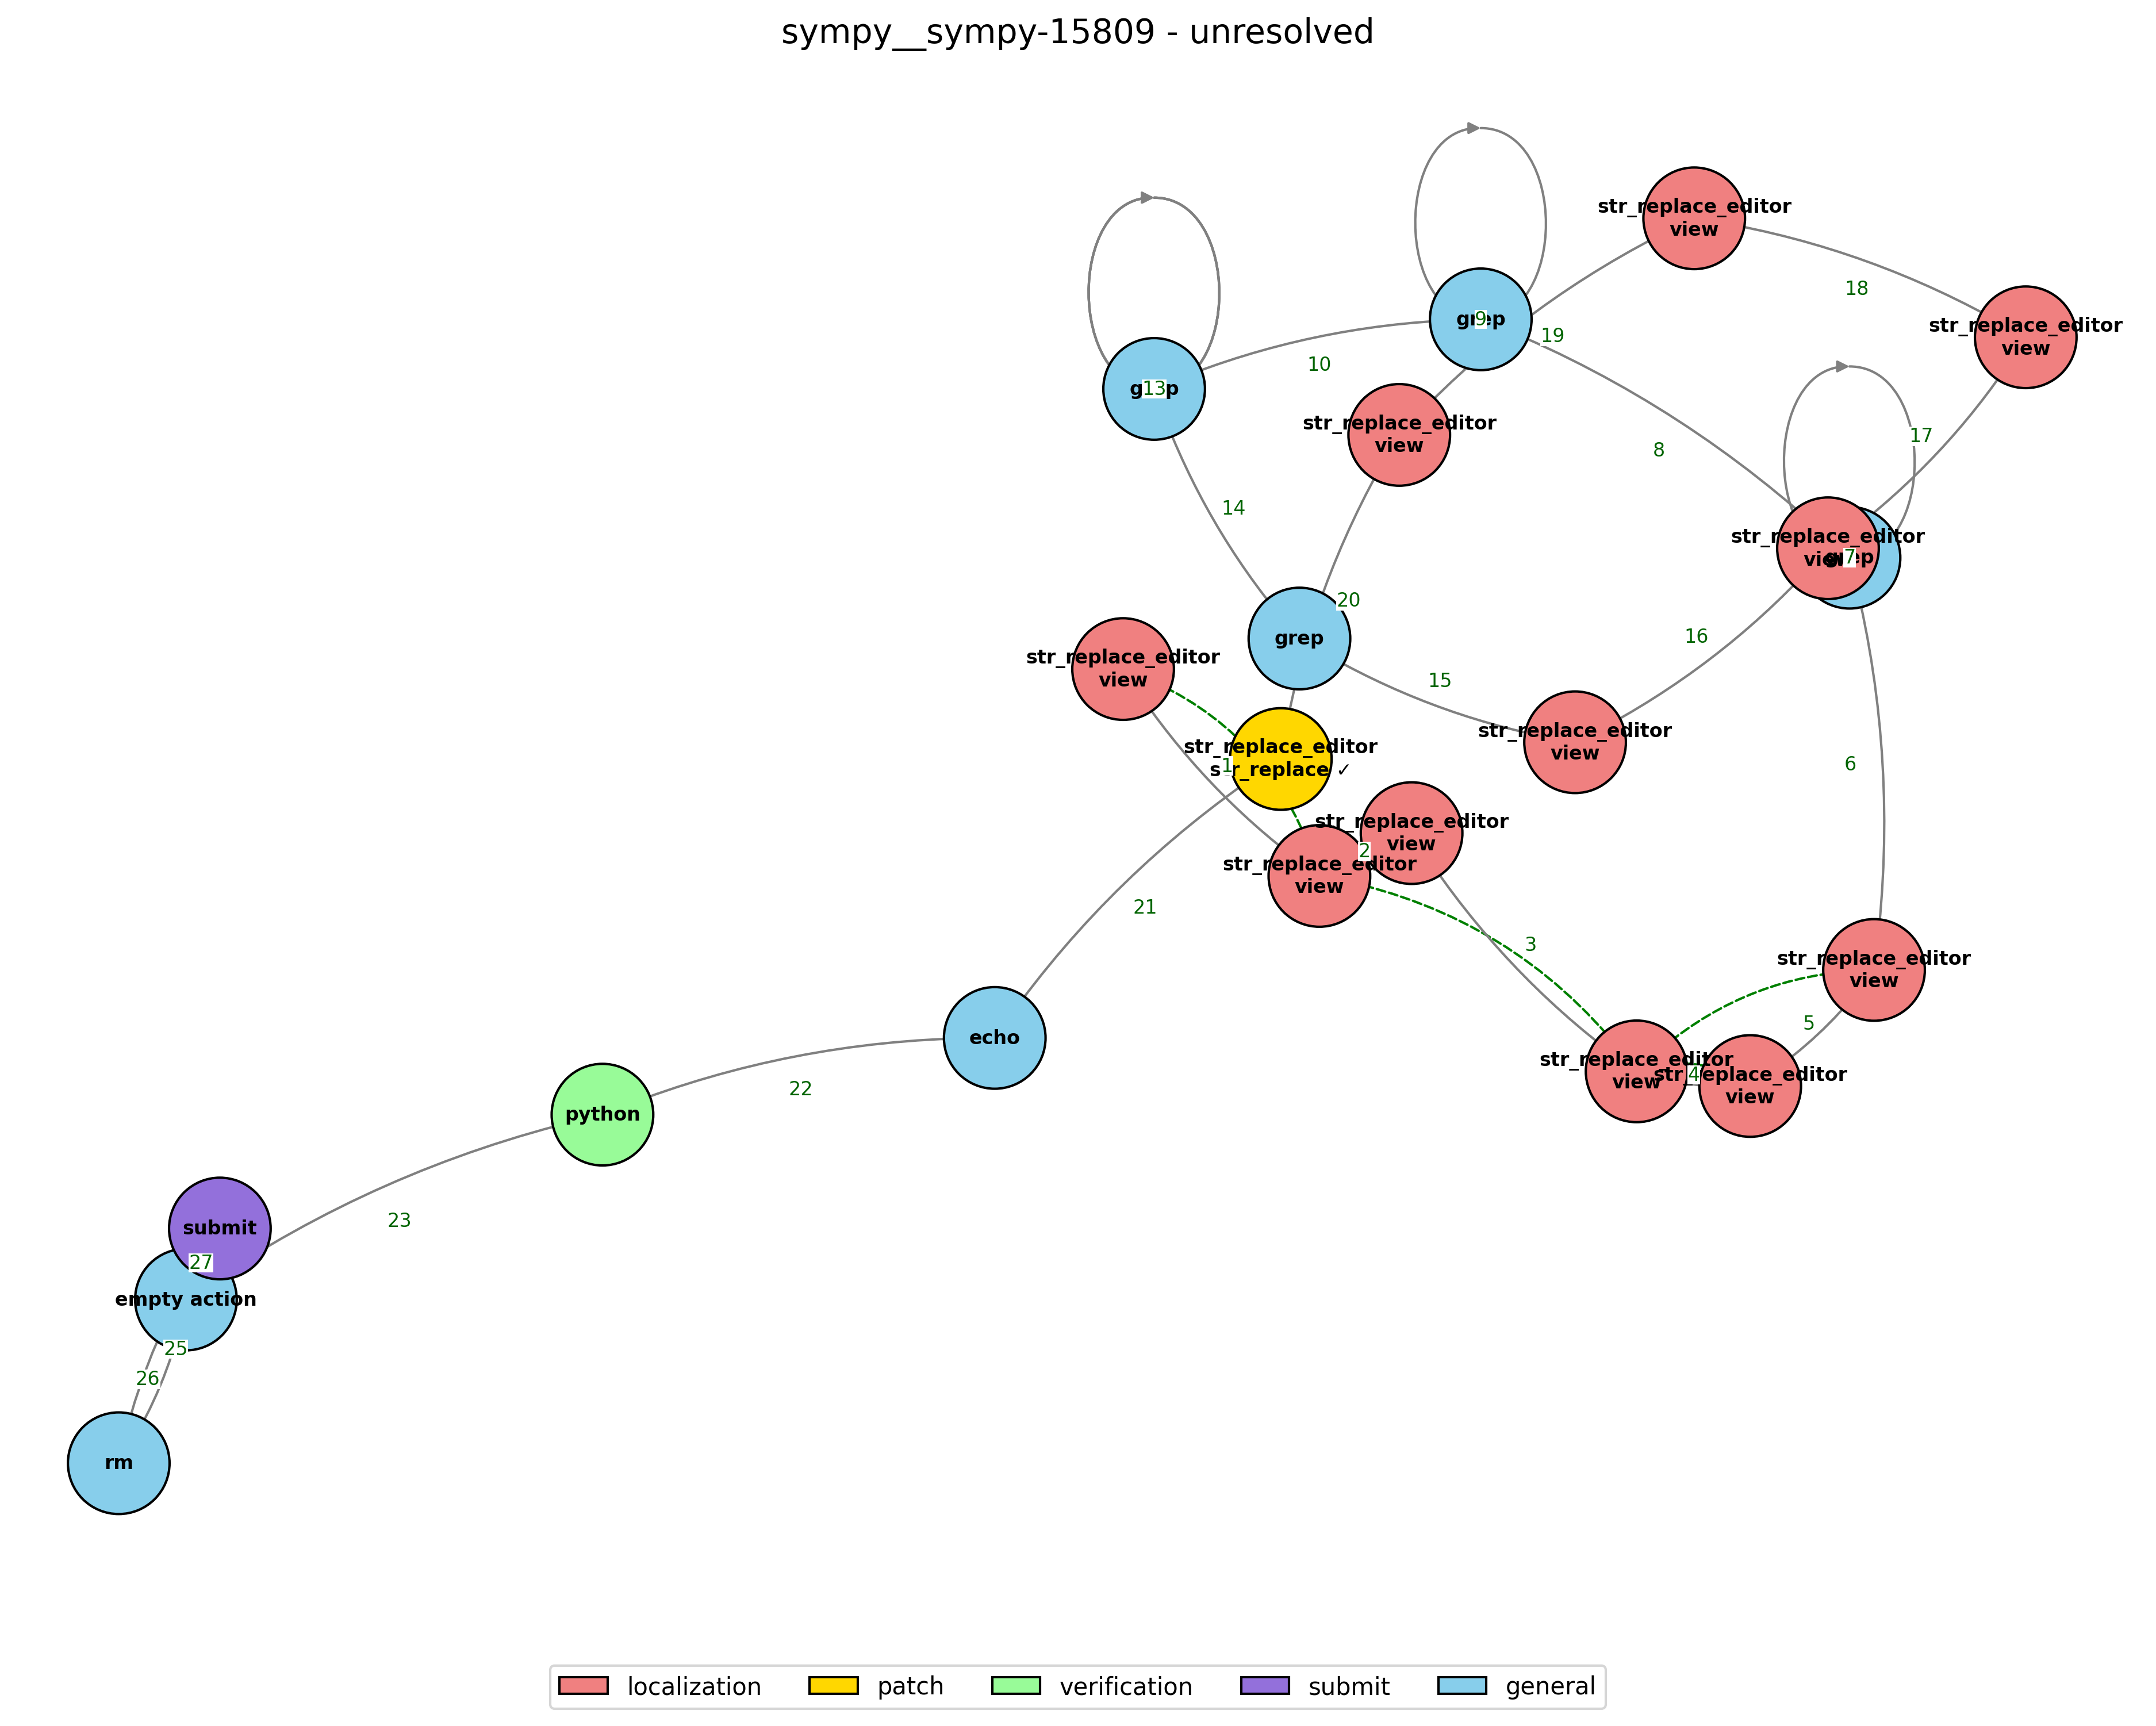 sympy__sympy-15809 - unresolved
str_replace_editor
view
18
grep
9
19
str_replace_editor
view
10
grep
13
8
17
str_replace_editor
view
14
str_replace_editor
view
grep
7
20
grep
16
str_replace_editor
view
15
str_replace_editor
view
str_replace_editor
str_replace ✓
1
6
str_replace_editor
view
2
str_replace_editor
view
21
3
str_replace_editor
view
5
echo
str_replace_editor
view
4
str_replace_editor
view
22
python
23
submit
27
empty action
25
26
rm
localization
patch
verification
submit
general